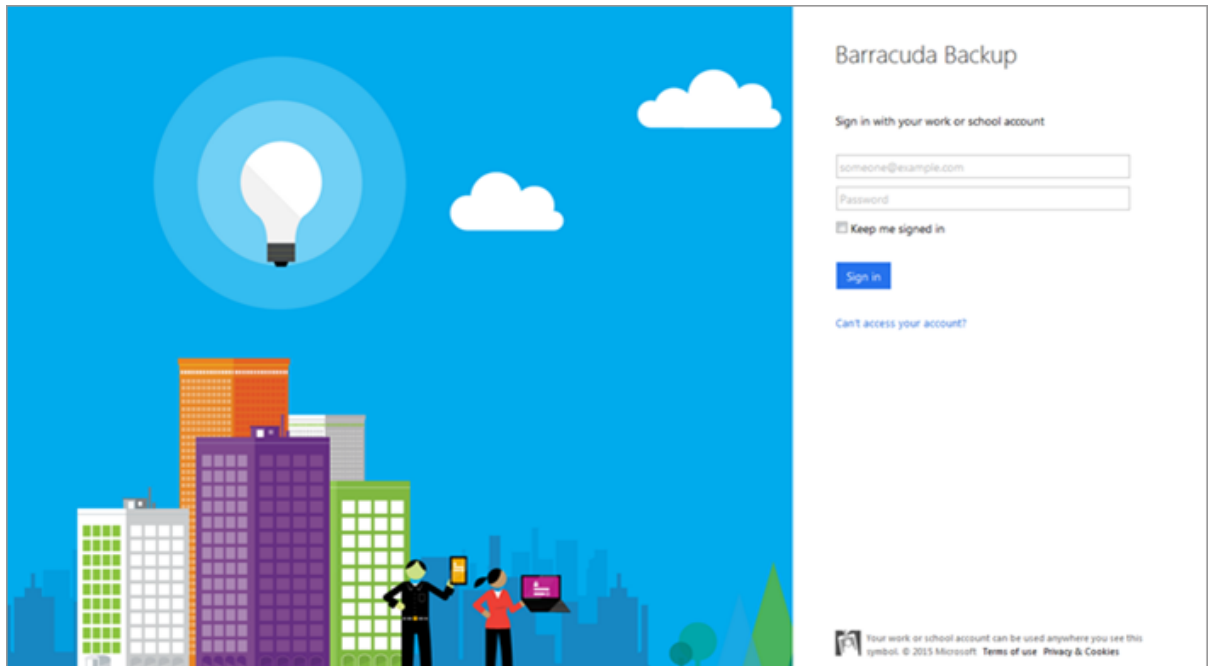 Barracuda Backup
Sign in with your work or school account
someone@example.com
Password
Keep me signed in
Sign in
Can't access your account?
Your work or school account can be used anywhere you see this
symbol. © 2015 Microsoft Terms of use Privacy & Cookies